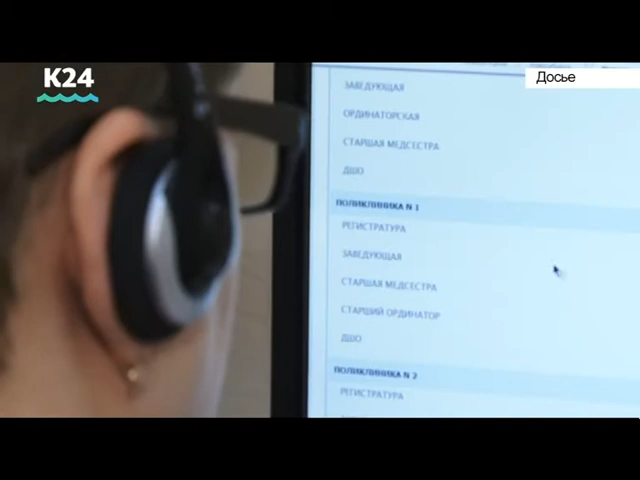 К24
Досье
ЗАВЕДУЮЩАЯ
ОРДИНАТОРСКАЯ
СТАРШАЯ МЕДСЕСТРА
ДШО
ПОЛИКЛИНИКА N 1
РЕГИСТРАТУРА
ЗАВЕДУЮЩАЯ
СТАРШАЯ МЕДСЕСТРА
СТАРШИЙ ОРДИНАТОР
ДШО
ПОЛИКЛИНИКА N 2
РЕГИСТРАТУРА